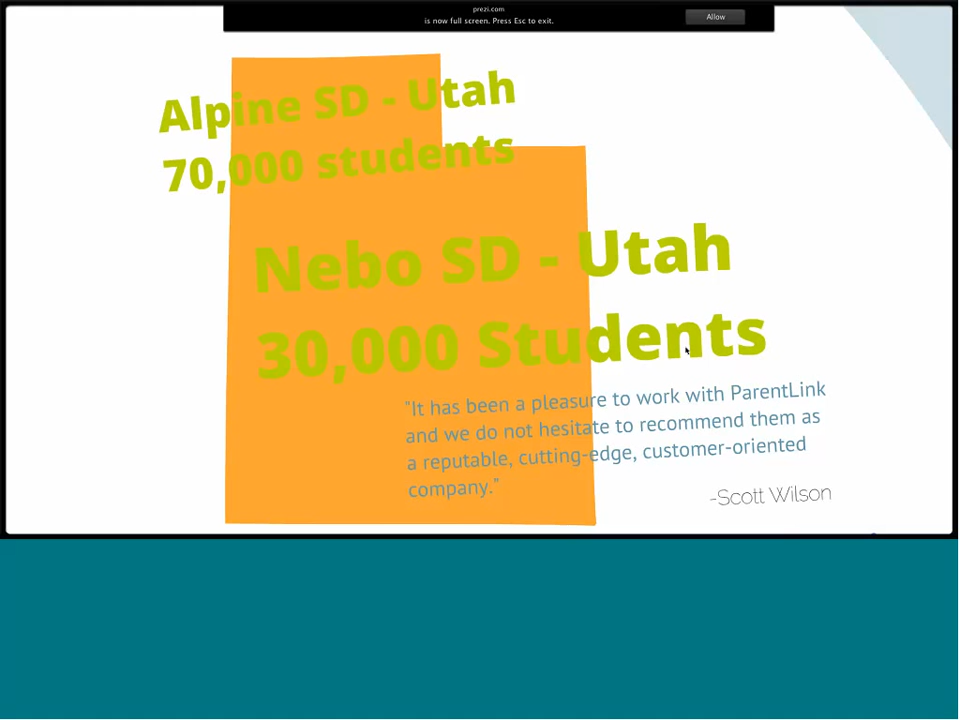 prezi.com
is now full screen. Press Esc to exit.
Allow
Alpine SD - Utah
70,000 students
Nebo SD - Utah
30,000 Students
"It has been a pleasure to work with ParentLink
and we do not hesitate to recommend them as
a reputable, cutting-edge, customer-oriented
company."
-Scott Wilson